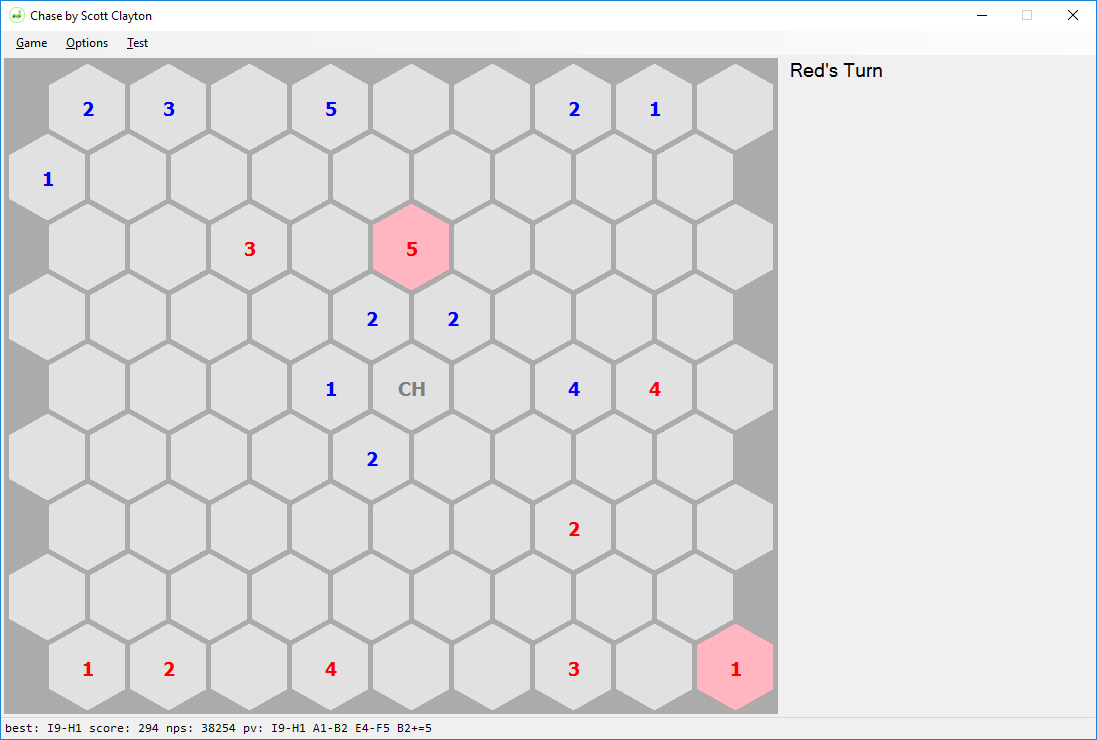 Chase by Scott Clayton
Game Options Test
Red's Turn
2 3 5 2 1
1
3 5
2 2
1 CH 4 4
2
2
1 2 4 3 1
best: I9-H1 score: 294 nps: 38254 pv: I9-H1 A1-B2 E4-F5 B2+=5